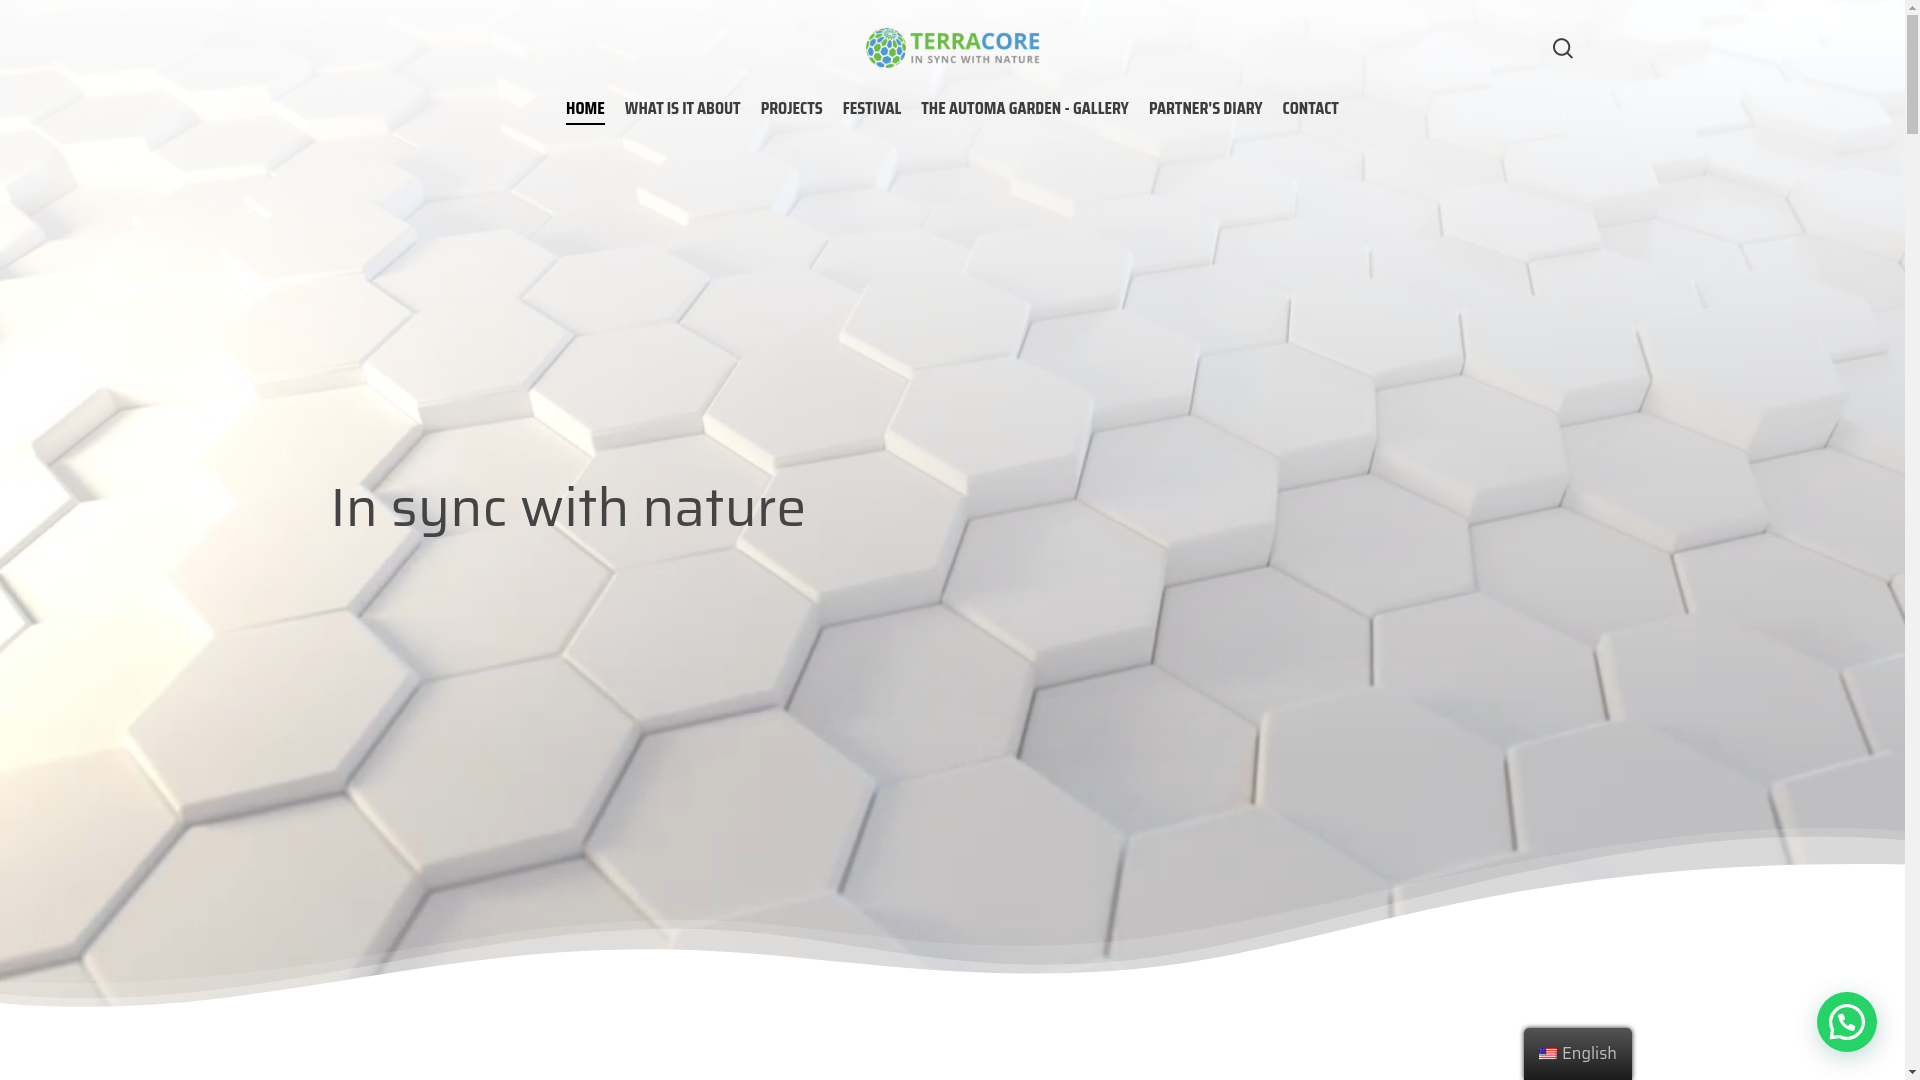 TERRACORE
IN SYNC WITH NATURE
HOME WHAT IS IT ABOUT PROJECTS FESTIVAL THE AUTOMA GARDEN - GALLERY PARTNER'S DIARY CONTACT
In sync with nature
English